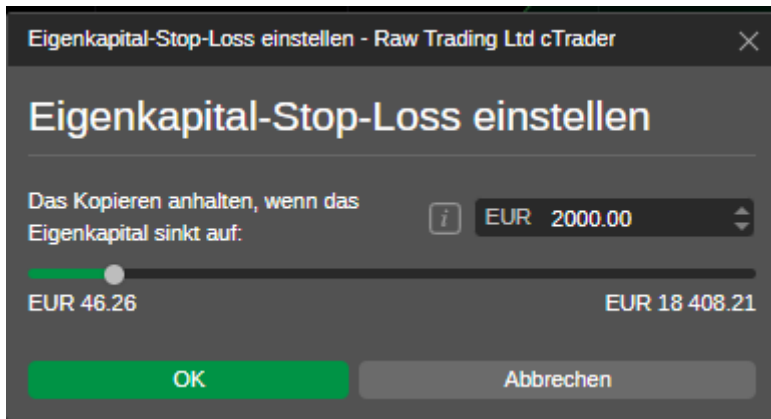 Eigenkapital-Stop-Loss einstellen - Raw Trading Ltd cTrader
Eigenkapital-Stop-Loss einstellen
Das Kopieren anhalten, wenn das
Eigenkapital sinkt auf:
i EUR 2000.00
EUR 46.26 EUR 18 408.21
OK Abbrechen